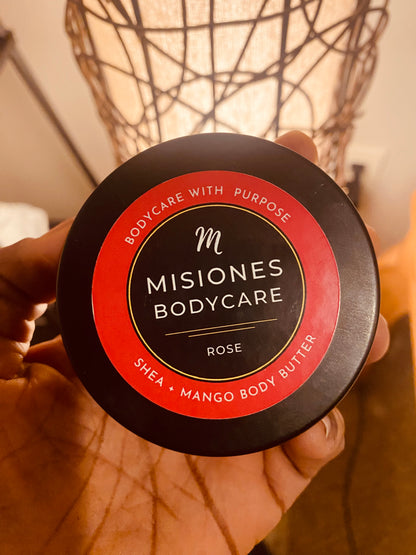 BODYCARE WITH PURPOSE
M
MISIONES
BODYCARE
ROSE
SHEA + MANGO BODY BUTTER